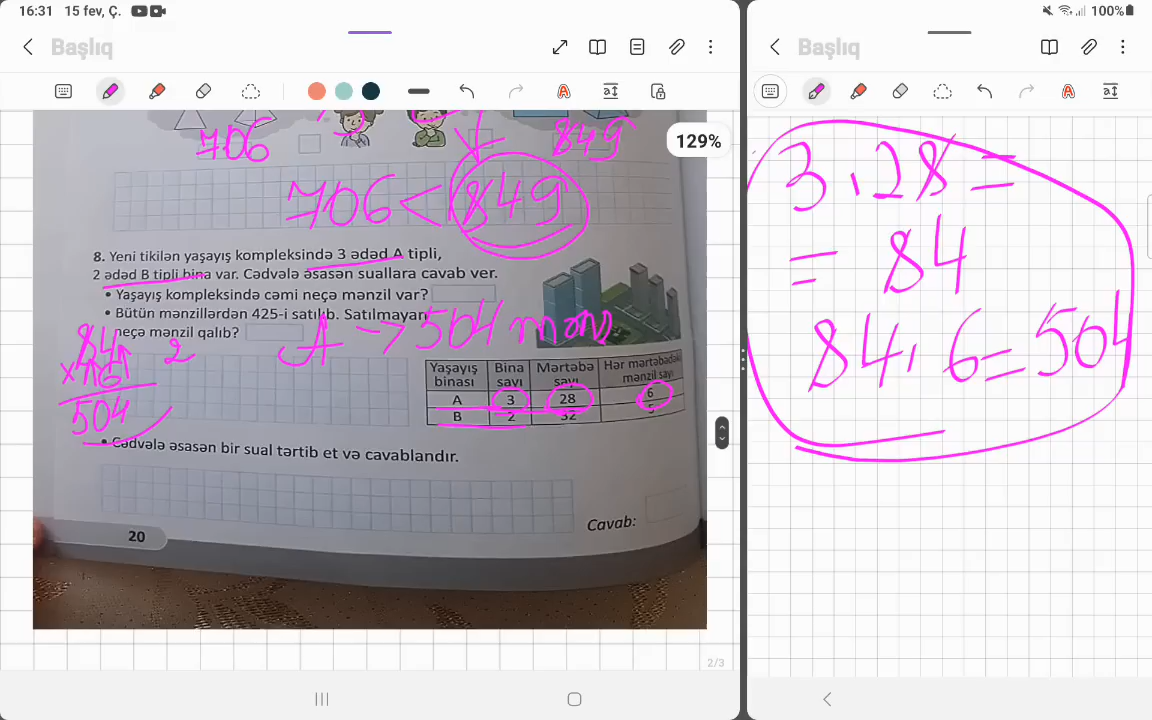 16:31 15 fev, Ç.
100%
Başlıq
Başlıq
129%
706
849
706 < 849
8. Yeni tikilən yaşayış kompleksində 3 ədəd A tipli,
2 ədəd B tipli bina var. Cədvələ əsasən suallara cavab ver.
• Yaşayış kompleksində cəmi neçə mənzil var?
• Bütün mənzillərdən 425-i satılıb. Satılmayan
neçə mənzil qalıb?
A -> 504 mən
84
2
× 6
504
Yaşayış binası Bina sayı Mərtəbə sayı Hər mərtəbədəki mənzil sayı
A 3 28 6
B 2 32 5
• Cədvələ əsasən bir sual tərtib et və cavablandır.
Cavab:
20
2/3
3 . 28 =
= 84
84 . 6 = 504